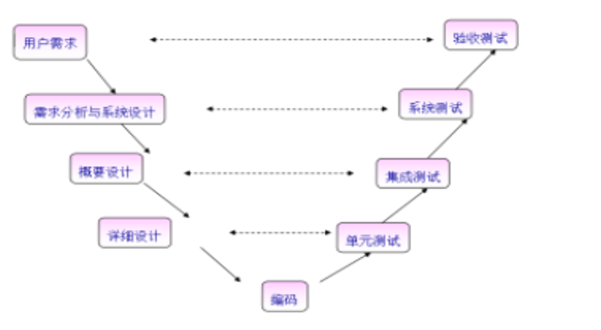 用户需求
验收测试
需求分析与系统设计
系统测试
概要设计
集成测试
详细设计
单元测试
编码